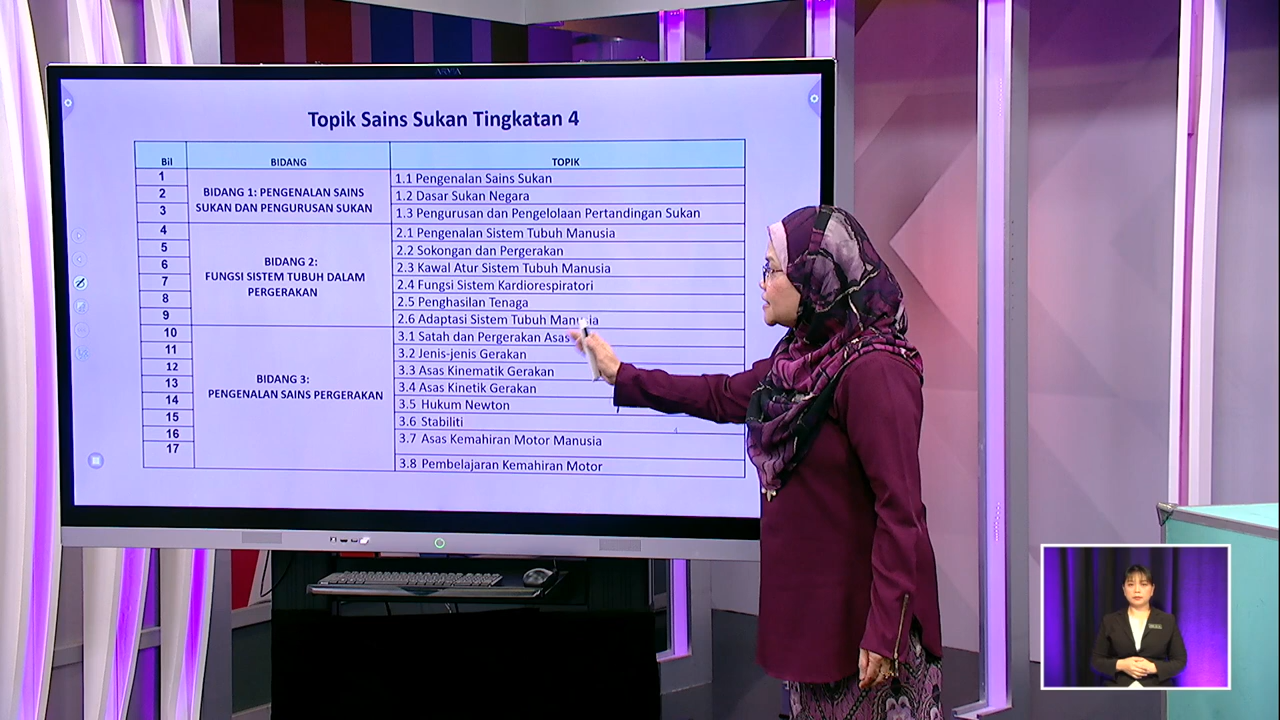 Topik Sains Sukan Tingkatan 4
Bil BIDANG TOPIK
1 1.1 Pengenalan Sains Sukan
2 BIDANG 1: PENGENALAN SAINS SUKAN DAN PENGURUSAN SUKAN 1.2 Dasar Sukan Negara
3 1.3 Pengurusan dan Pengelolaan Pertandingan Sukan
4 2.1 Pengenalan Sistem Tubuh Manusia
5 2.2 Sokongan dan Pergerakan
6 BIDANG 2: FUNGSI SISTEM TUBUH DALAM PERGERAKAN 2.3 Kawal Atur Sistem Tubuh Manusia
7 2.4 Fungsi Sistem Kardiorespiratori
8 2.5 Penghasilan Tenaga
9 2.6 Adaptasi Sistem Tubuh Manusia
10 3.1 Satah dan Pergerakan Asas
11 3.2 Jenis-jenis Gerakan
12 3.3 Asas Kinematik Gerakan
13 BIDANG 3: PENGENALAN SAINS PERGERAKAN 3.4 Asas Kinetik Gerakan
14 3.5 Hukum Newton
15 3.6 Stabiliti
16 3.7 Asas Kemahiran Motor Manusia
17 3.8 Pembelajaran Kemahiran Motor
4